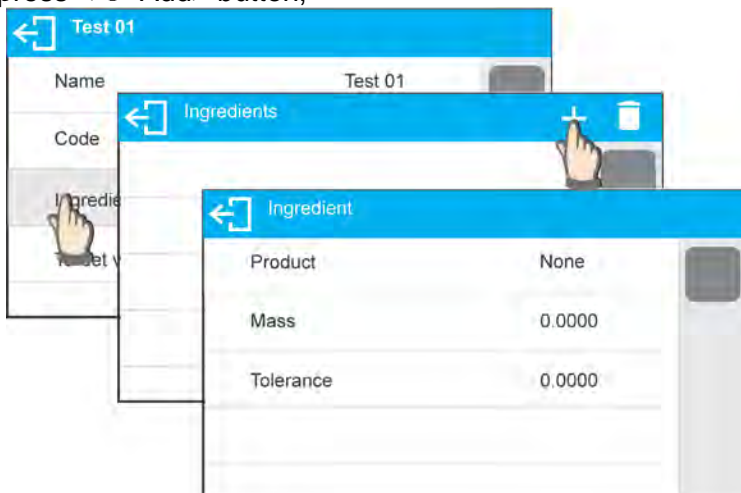 Test 01
Name Test 01
Code
Ingredients
Ingredient
Product None
Mass 0.0000
Tolerance 0.0000